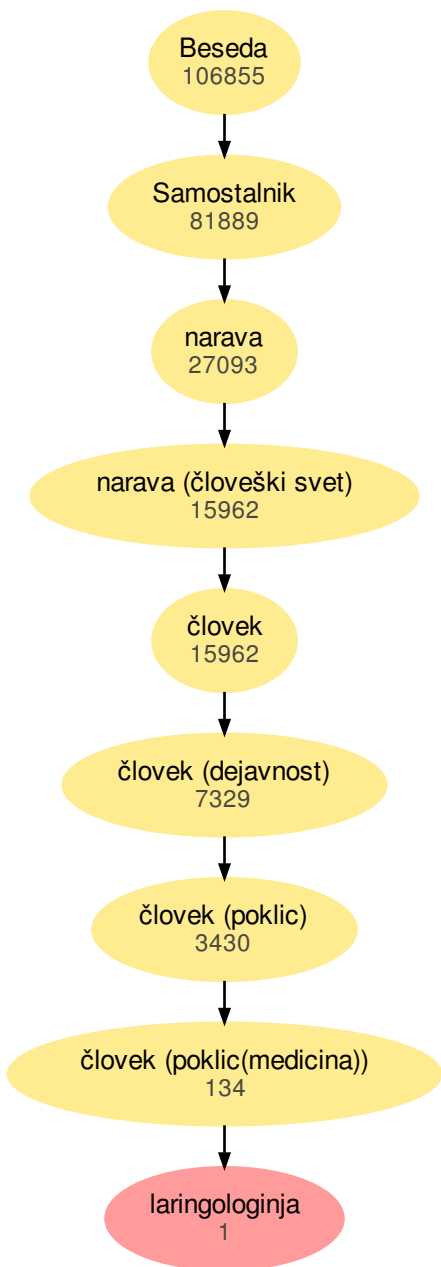 Beseda
106855
Samostalnik
81889
narava
27093
narava (človeški svet)
15962
človek
15962
človek (dejavnost)
7329
človek (poklic)
3430
človek (poklic(medicina))
134
laringologinja
1